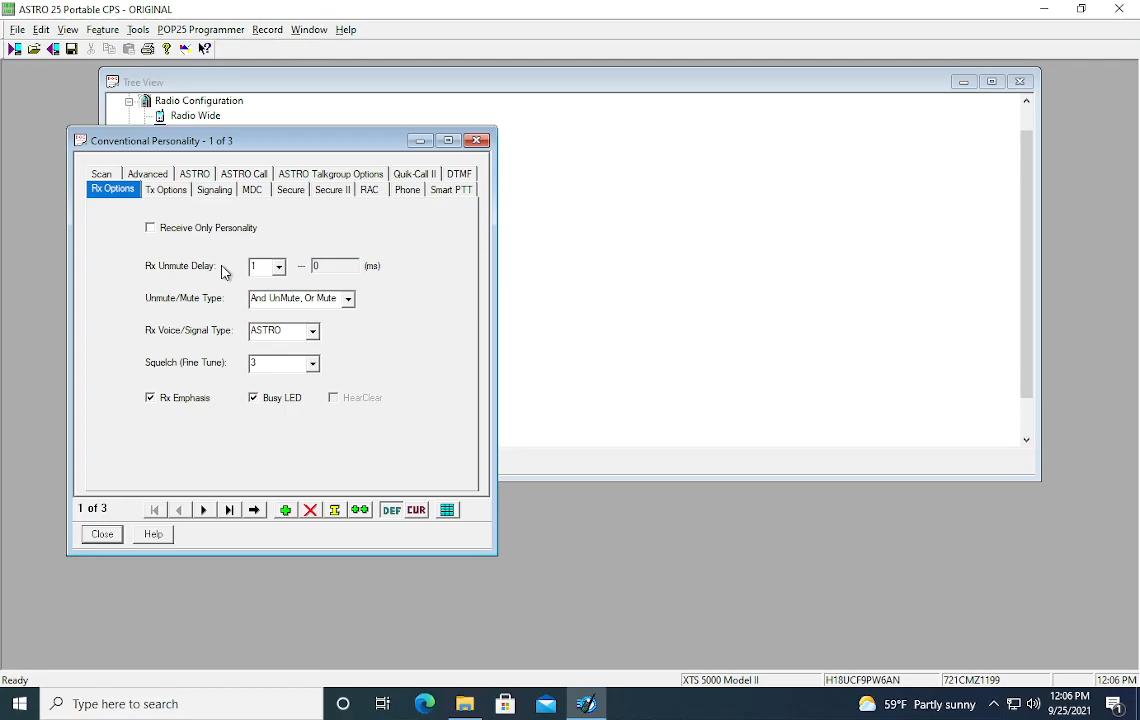 ASTRO 25 Portable CPS - ORIGINAL
File Edit View Feature Tools POP25 Programmer Record Window Help
Tree View
Radio Configuration
Radio Wide
Conventional Personality - 1 of 3
Scan Advanced ASTRO ASTRO Call ASTRO Talkgroup Options Quik-Call II DTMF
Rx Options Tx Options Signaling MDC Secure Secure II RAC Phone Smart PTT
Receive Only Personality
Rx Unmute Delay: 1 --- 0 (ms)
Unmute/Mute Type: And UnMute, Or Mute
Rx Voice/Signal Type: ASTRO
Squelch (Fine Tune): 3
Rx Emphasis Busy LED HearClear
1 of 3 DEF CUR
Close Help
Ready XTS 5000 Model II H18UCF9PW6AN 721CMZ1199 12:06 PM
Type here to search 59°F Partly sunny 12:06 PM
9/25/2021 1